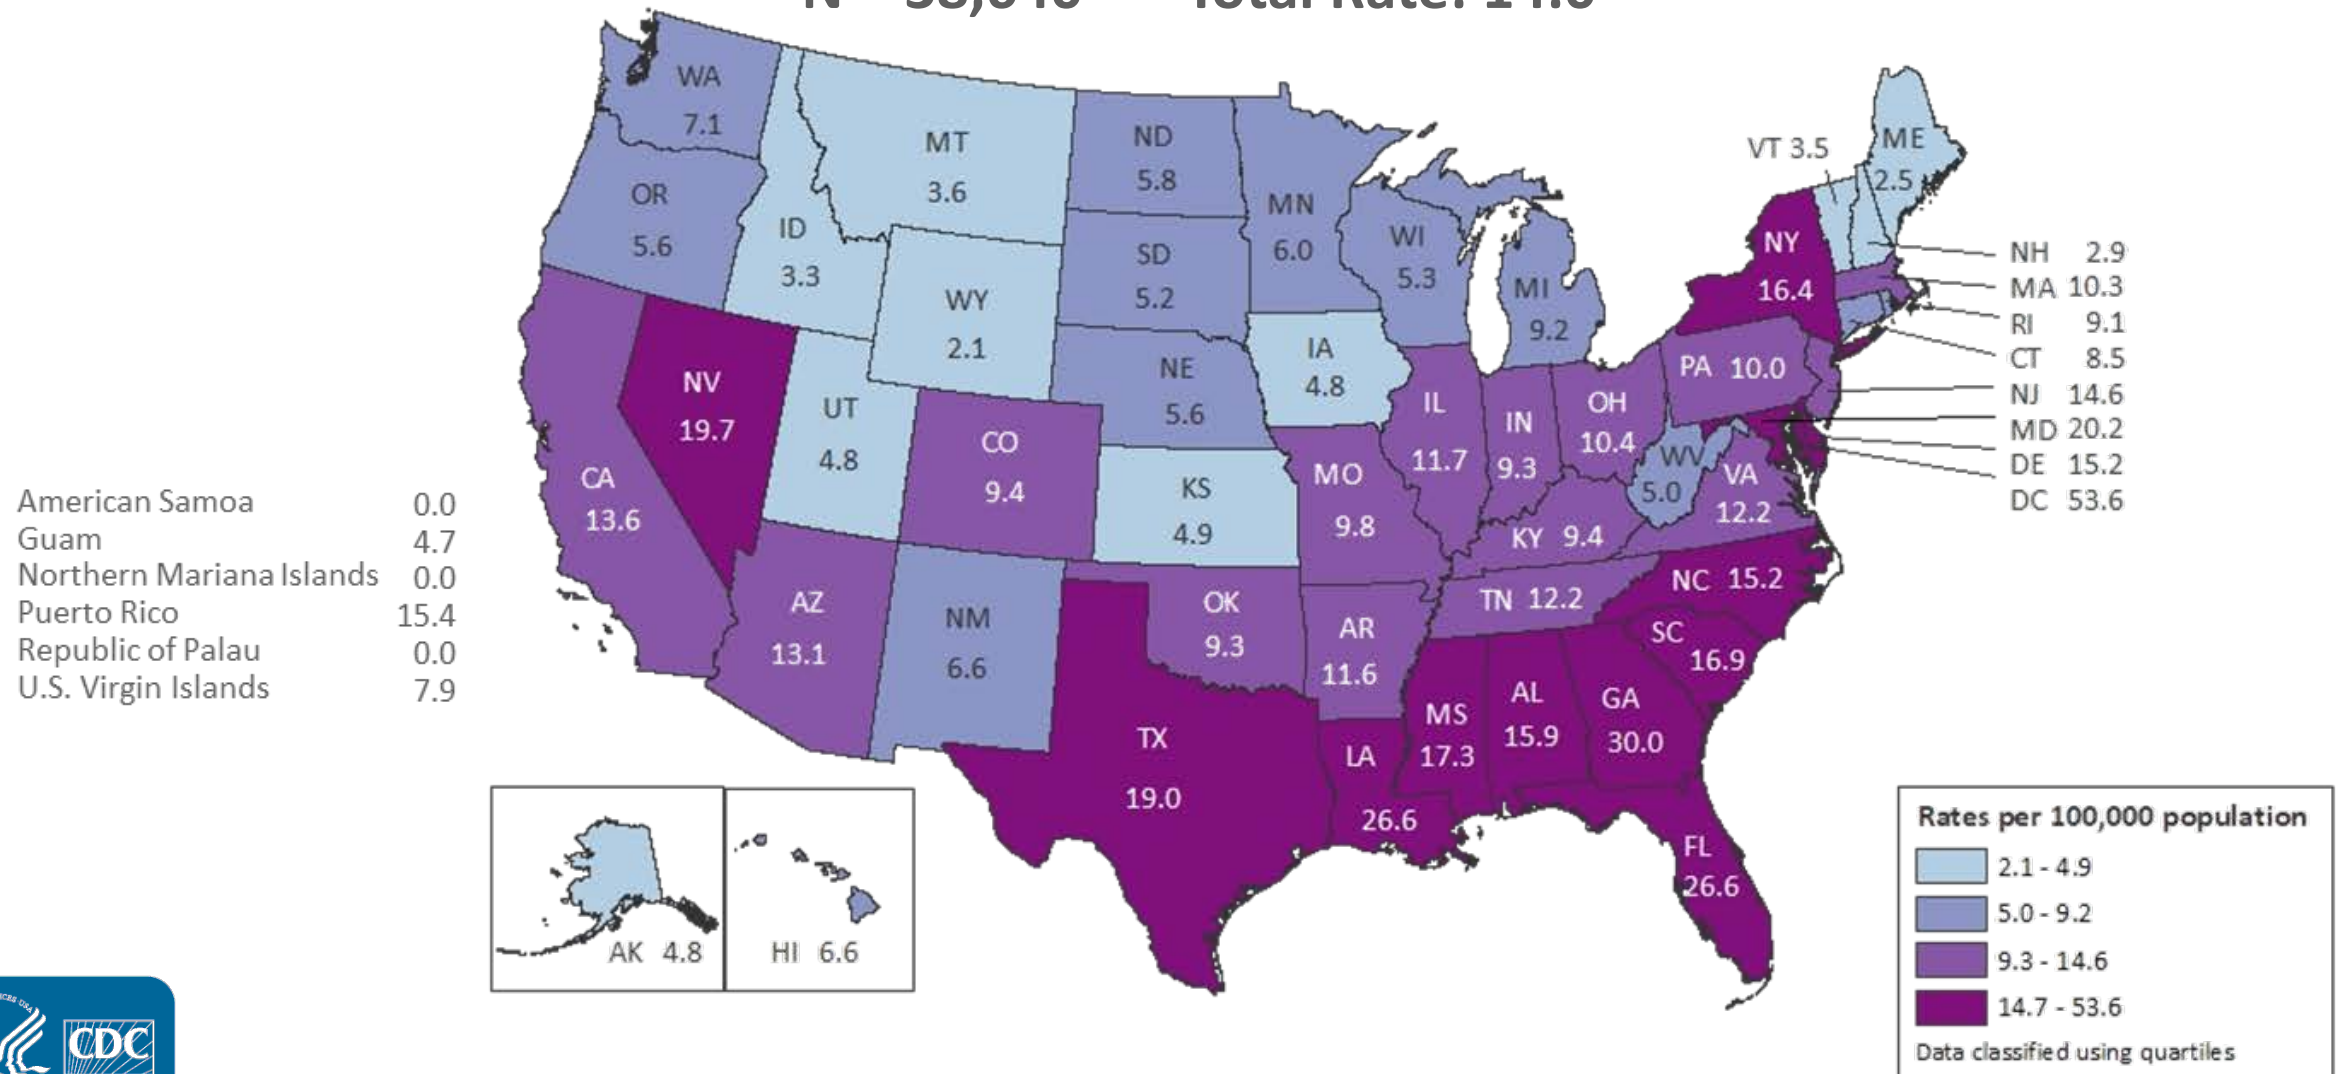 Total Rate: 14.0
WA
7.1
OR
5.6
ID
3.3
MT
3.6
WY
2.1
ND
5.8
SD
5.2
NE
5.6
MN
6.0
WI
5.3
MI
9.2
IA
4.8
IL
11.7
IN
9.3
OH
10.4
PA 10.0
NY
16.4
VT 3.5
ME
2.5
NH 2.9
MA 10.3
RI 9.1
CT 8.5
NJ 14.6
MD 20.2
DE 15.2
DC 53.6
NV
19.7
UT
4.8
CO
9.4
CA
13.6
KS
4.9
MO
9.8
WV
5.0
VA
12.2
KY 9.4
NC 15.2
TN 12.2
SC
16.9
AZ
13.1
NM
6.6
OK
9.3
AR
11.6
TX
19.0
LA
26.6
MS
17.3
AL
15.9
GA
30.0
FL
26.6
AK 4.8
HI 6.6
American Samoa 0.0
Guam 4.7
Northern Mariana Islands 0.0
Puerto Rico 15.4
Republic of Palau 0.0
U.S. Virgin Islands 7.9
Rates per 100,000 population
2.1 - 4.9
5.0 - 9.2
9.3 - 14.6
14.7 - 53.6
Data classified using quartiles
CDC